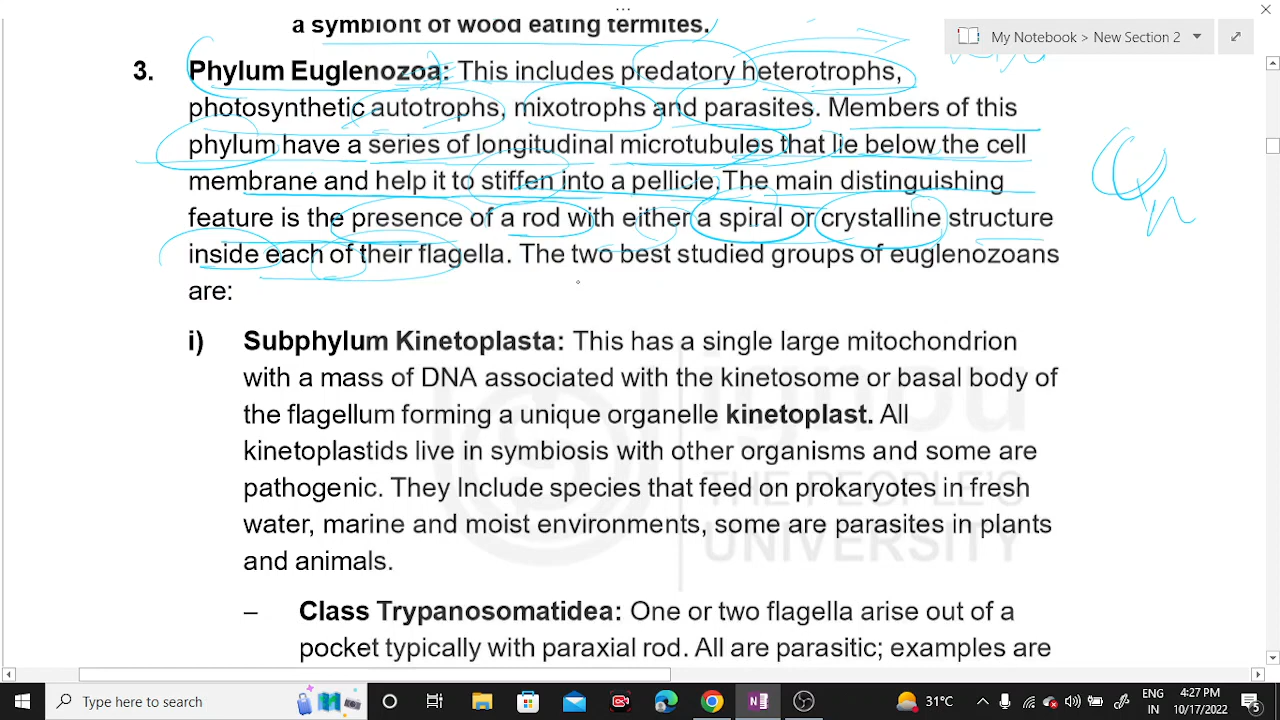 My Notebook > New Section 2
a symbiont of wood eating termites.
3. Phylum Euglenozoa: This includes predatory heterotrophs,
photosynthetic autotrophs, mixotrophs and parasites. Members of this
phylum have a series of longitudinal microtubules that lie below the cell
membrane and help it to stiffen into a pellicle.The main distinguishing
feature is the presence of a rod with either a spiral or crystalline structure
inside each of their flagella. The two best studied groups of euglenozoans
are:
i) Subphylum Kinetoplasta: This has a single large mitochondrion
with a mass of DNA associated with the kinetosome or basal body of
the flagellum forming a unique organelle kinetoplast. All
kinetoplastids live in symbiosis with other organisms and some are
pathogenic. They Include species that feed on prokaryotes in fresh
water, marine and moist environments, some are parasites in plants
and animals.
– Class Trypanosomatidea: One or two flagella arise out of a
pocket typically with paraxial rod. All are parasitic; examples are
ignou
THE PEOPLE'S
UNIVERSITY
Type here to search
31°C
ENG
IN
4:27 PM
10/17/2022
5